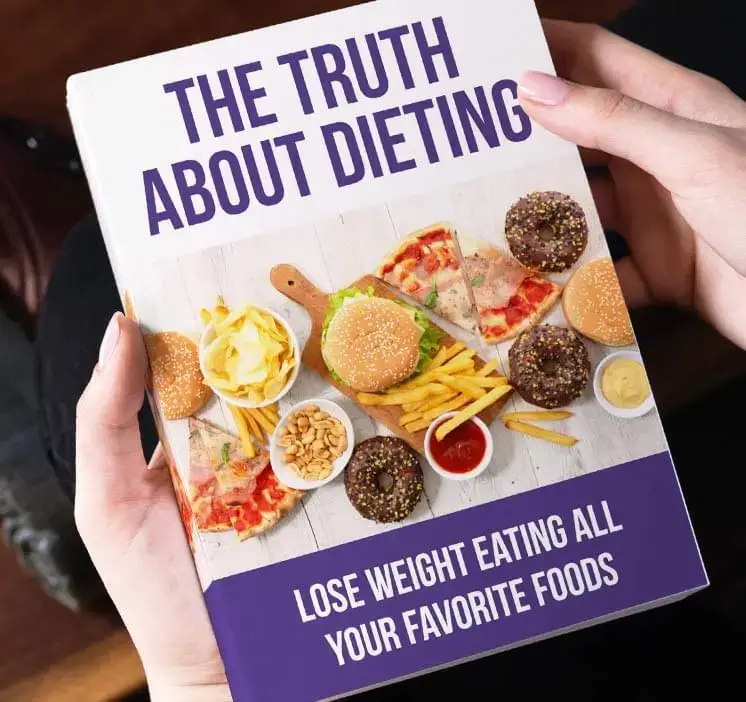 THE TRUTH
ABOUT DIETING
LOSE WEIGHT EATING ALL
YOUR FAVORITE FOODS